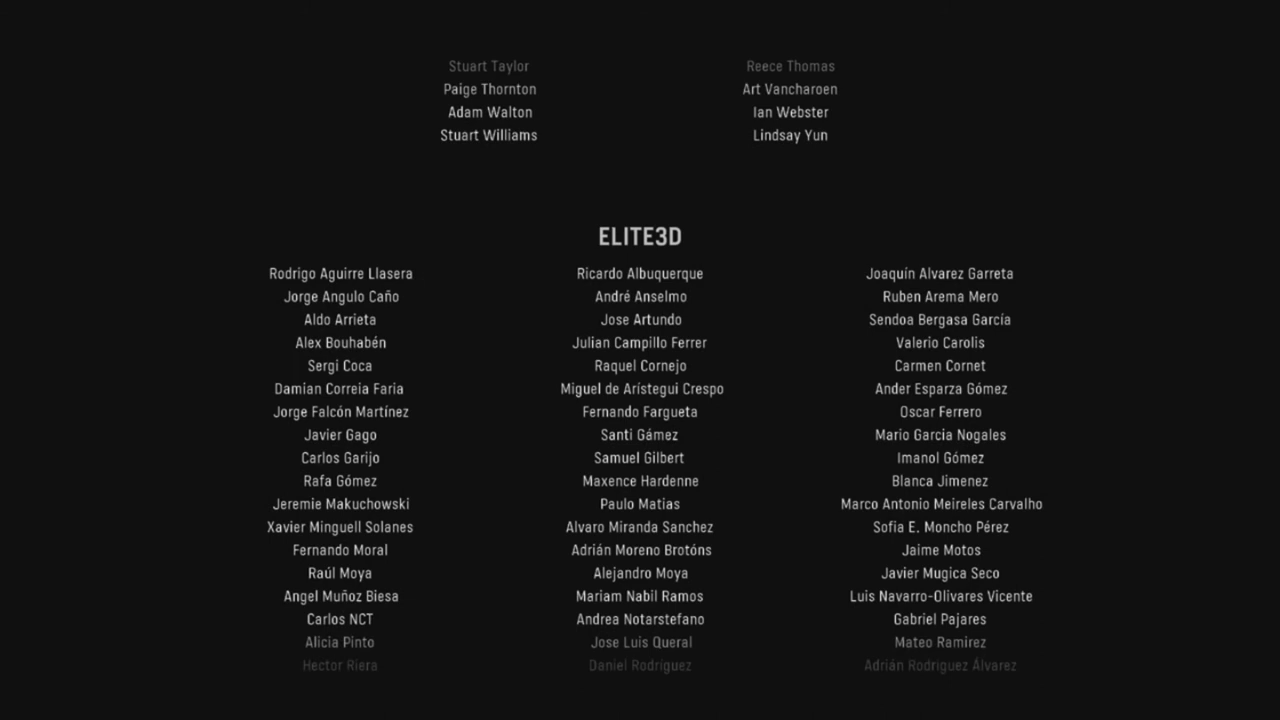 Stuart Taylor Reece Thomas
Paige Thornton Art Vancharoen
Adam Walton Ian Webster
Stuart Williams Lindsay Yun
ELITE3D
Rodrigo Aguirre Llasera Ricardo Albuquerque Joaquín Alvarez Garreta
Jorge Angulo Caño André Anselmo Ruben Arema Mero
Aldo Arrieta Jose Artundo Sendoa Bergasa García
Alex Bouhabén Julian Campillo Ferrer Valerio Carolis
Sergi Coca Raquel Cornejo Carmen Cornet
Damian Correia Faria Miguel de Arístegui Crespo Ander Esparza Gómez
Jorge Falcón Martínez Fernando Fargueta Oscar Ferrero
Javier Gago Santi Gámez Mario Garcia Nogales
Carlos Garijo Samuel Gilbert Imanol Gómez
Rafa Gómez Maxence Hardenne Blanca Jimenez
Jeremie Makuchowski Paulo Matias Marco Antonio Meireles Carvalho
Xavier Minguell Solanes Alvaro Miranda Sanchez Sofia E. Moncho Pérez
Fernando Moral Adrián Moreno Brotóns Jaime Motos
Raúl Moya Alejandro Moya Javier Mugica Seco
Angel Muñoz Biesa Mariam Nabil Ramos Luis Navarro-Olivares Vicente
Carlos NCT Andrea Notarstefano Gabriel Pajares
Alicia Pinto Jose Luis Queral Mateo Ramirez
Hector Riera Daniel Rodriguez Adrián Rodriguez Álvarez